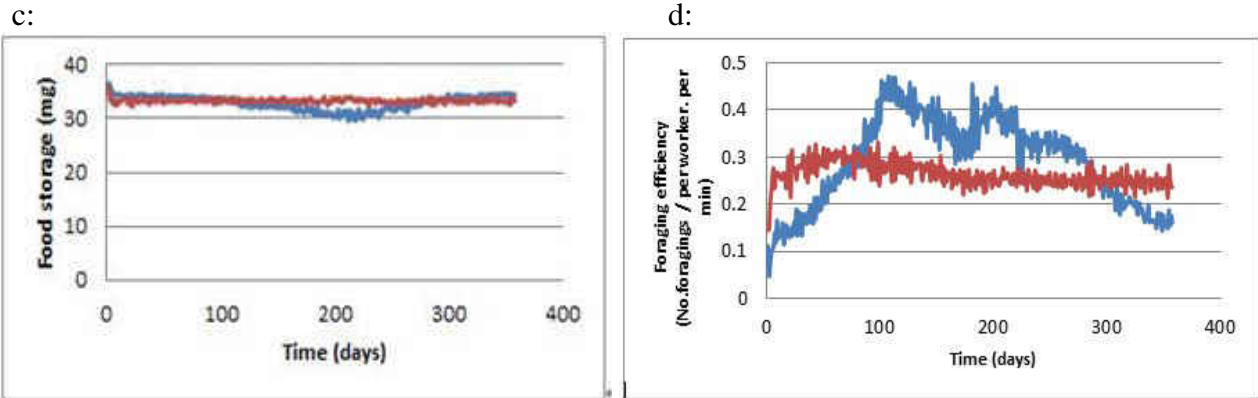 c:
d:
Food storage (mg)
40
30
20
10
0
0 100 200 300 400
Time (days)
Foraging efficiency
(No.foragings / perworker. per
min)
0.5
0.4
0.3
0.2
0.1
0
0 100 200 300 400
Time (days)